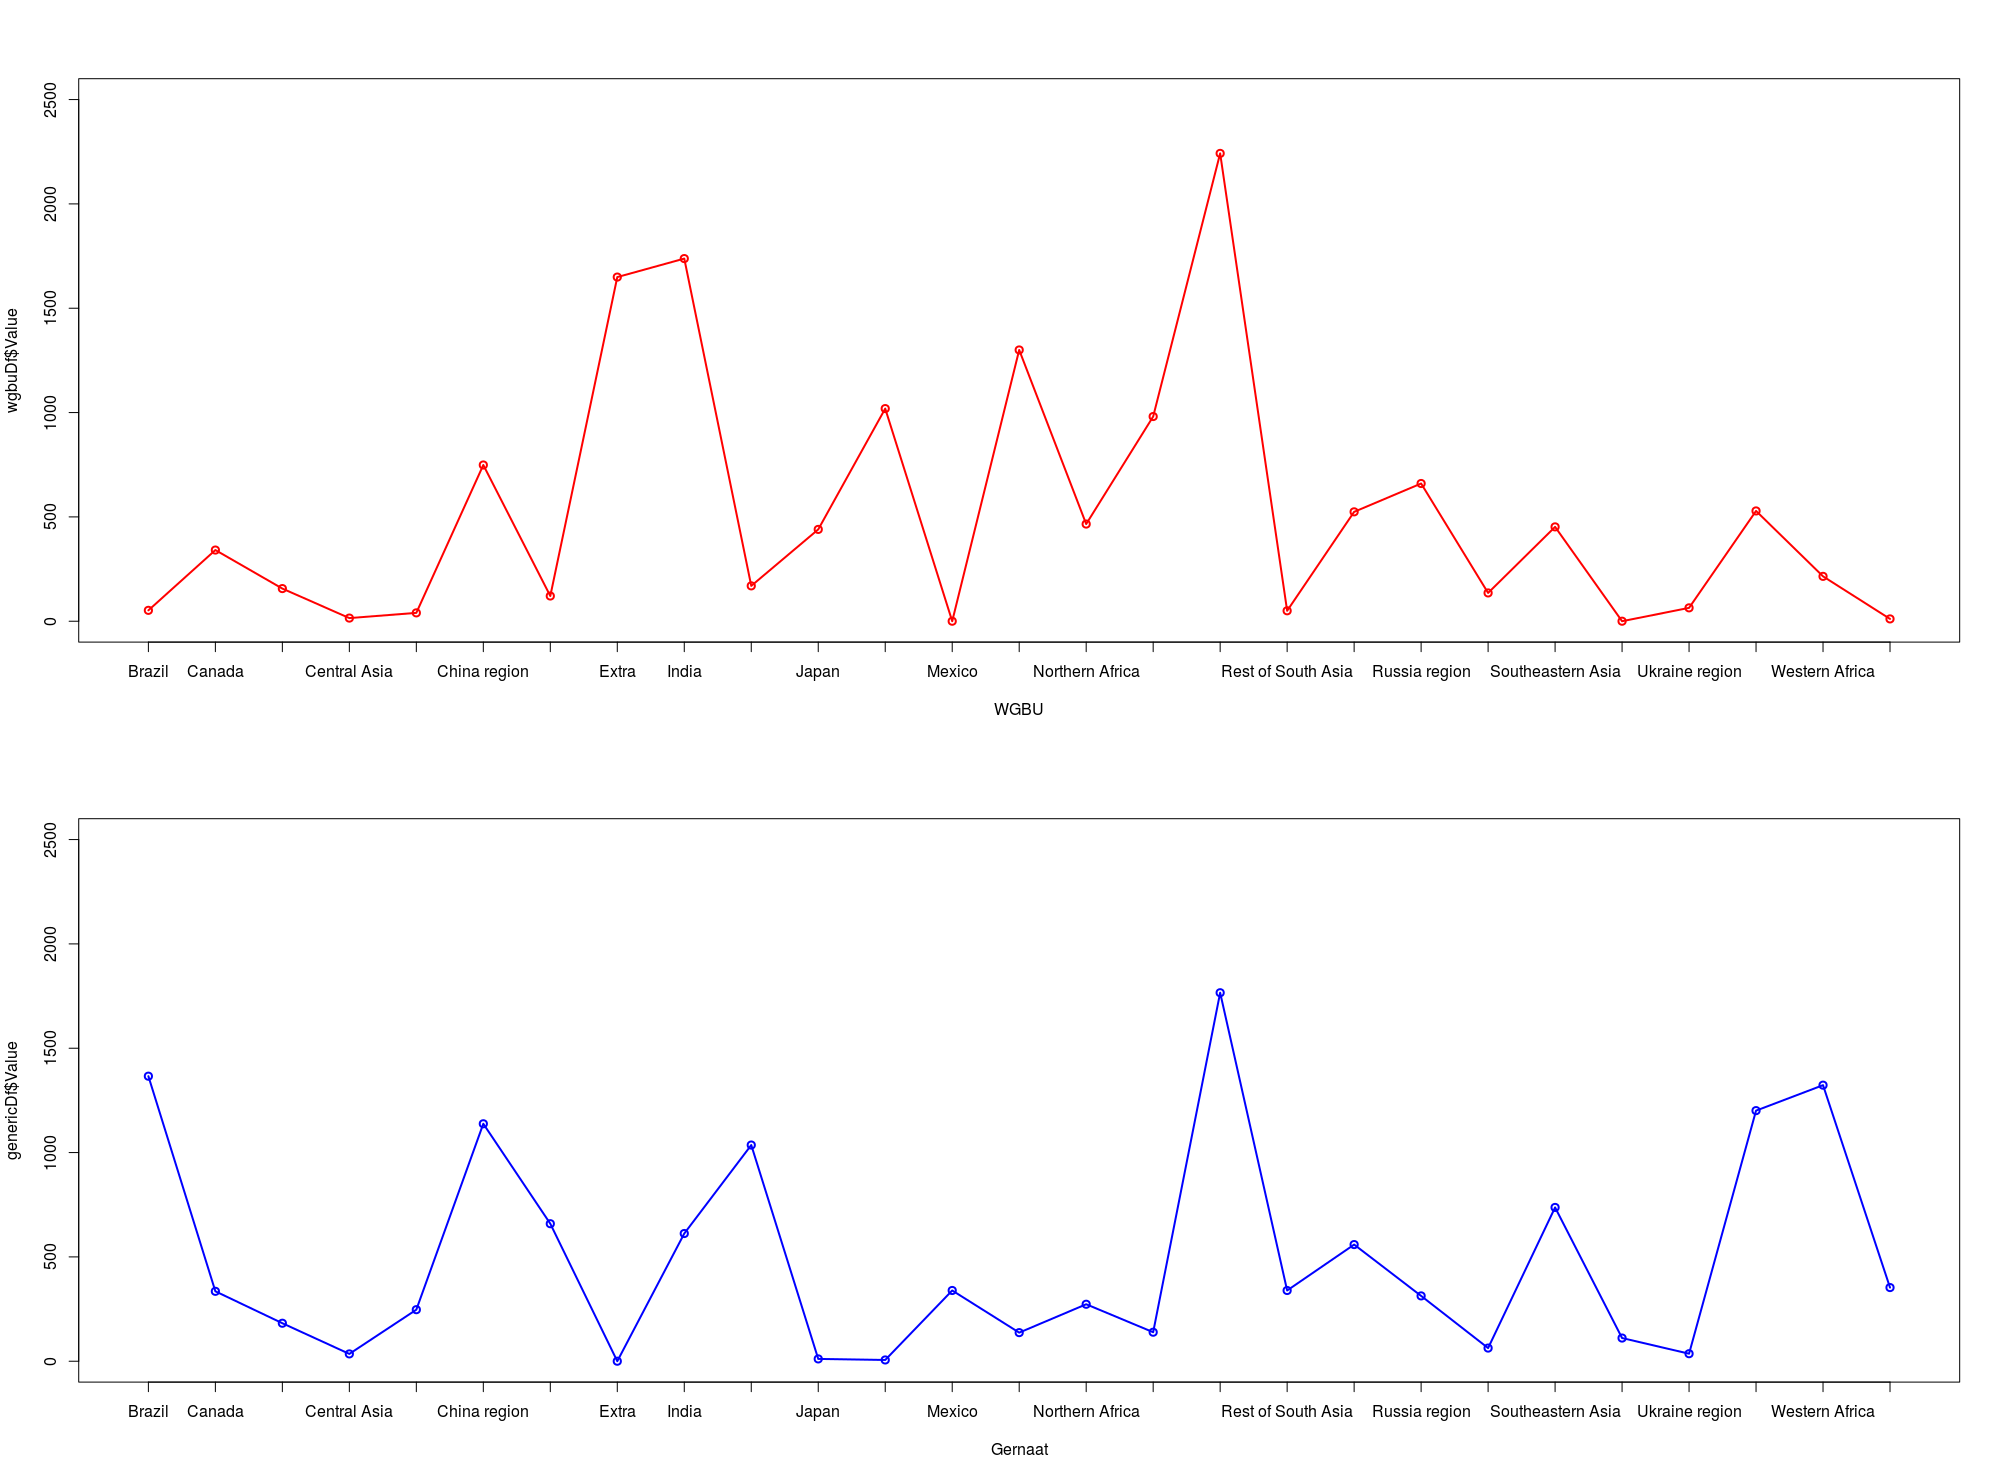 2500
2000
1500
1000
500
0
wgbuDf$Value
Brazil Canada Central Asia China region Extra India Japan Mexico Northern Africa Rest of South Asia Russia region Southeastern Asia Ukraine region Western Africa
WGBU
2500
2000
1500
1000
500
0
genericDf$Value
Brazil Canada Central Asia China region Extra India Japan Mexico Northern Africa Rest of South Asia Russia region Southeastern Asia Ukraine region Western Africa
Gernaat